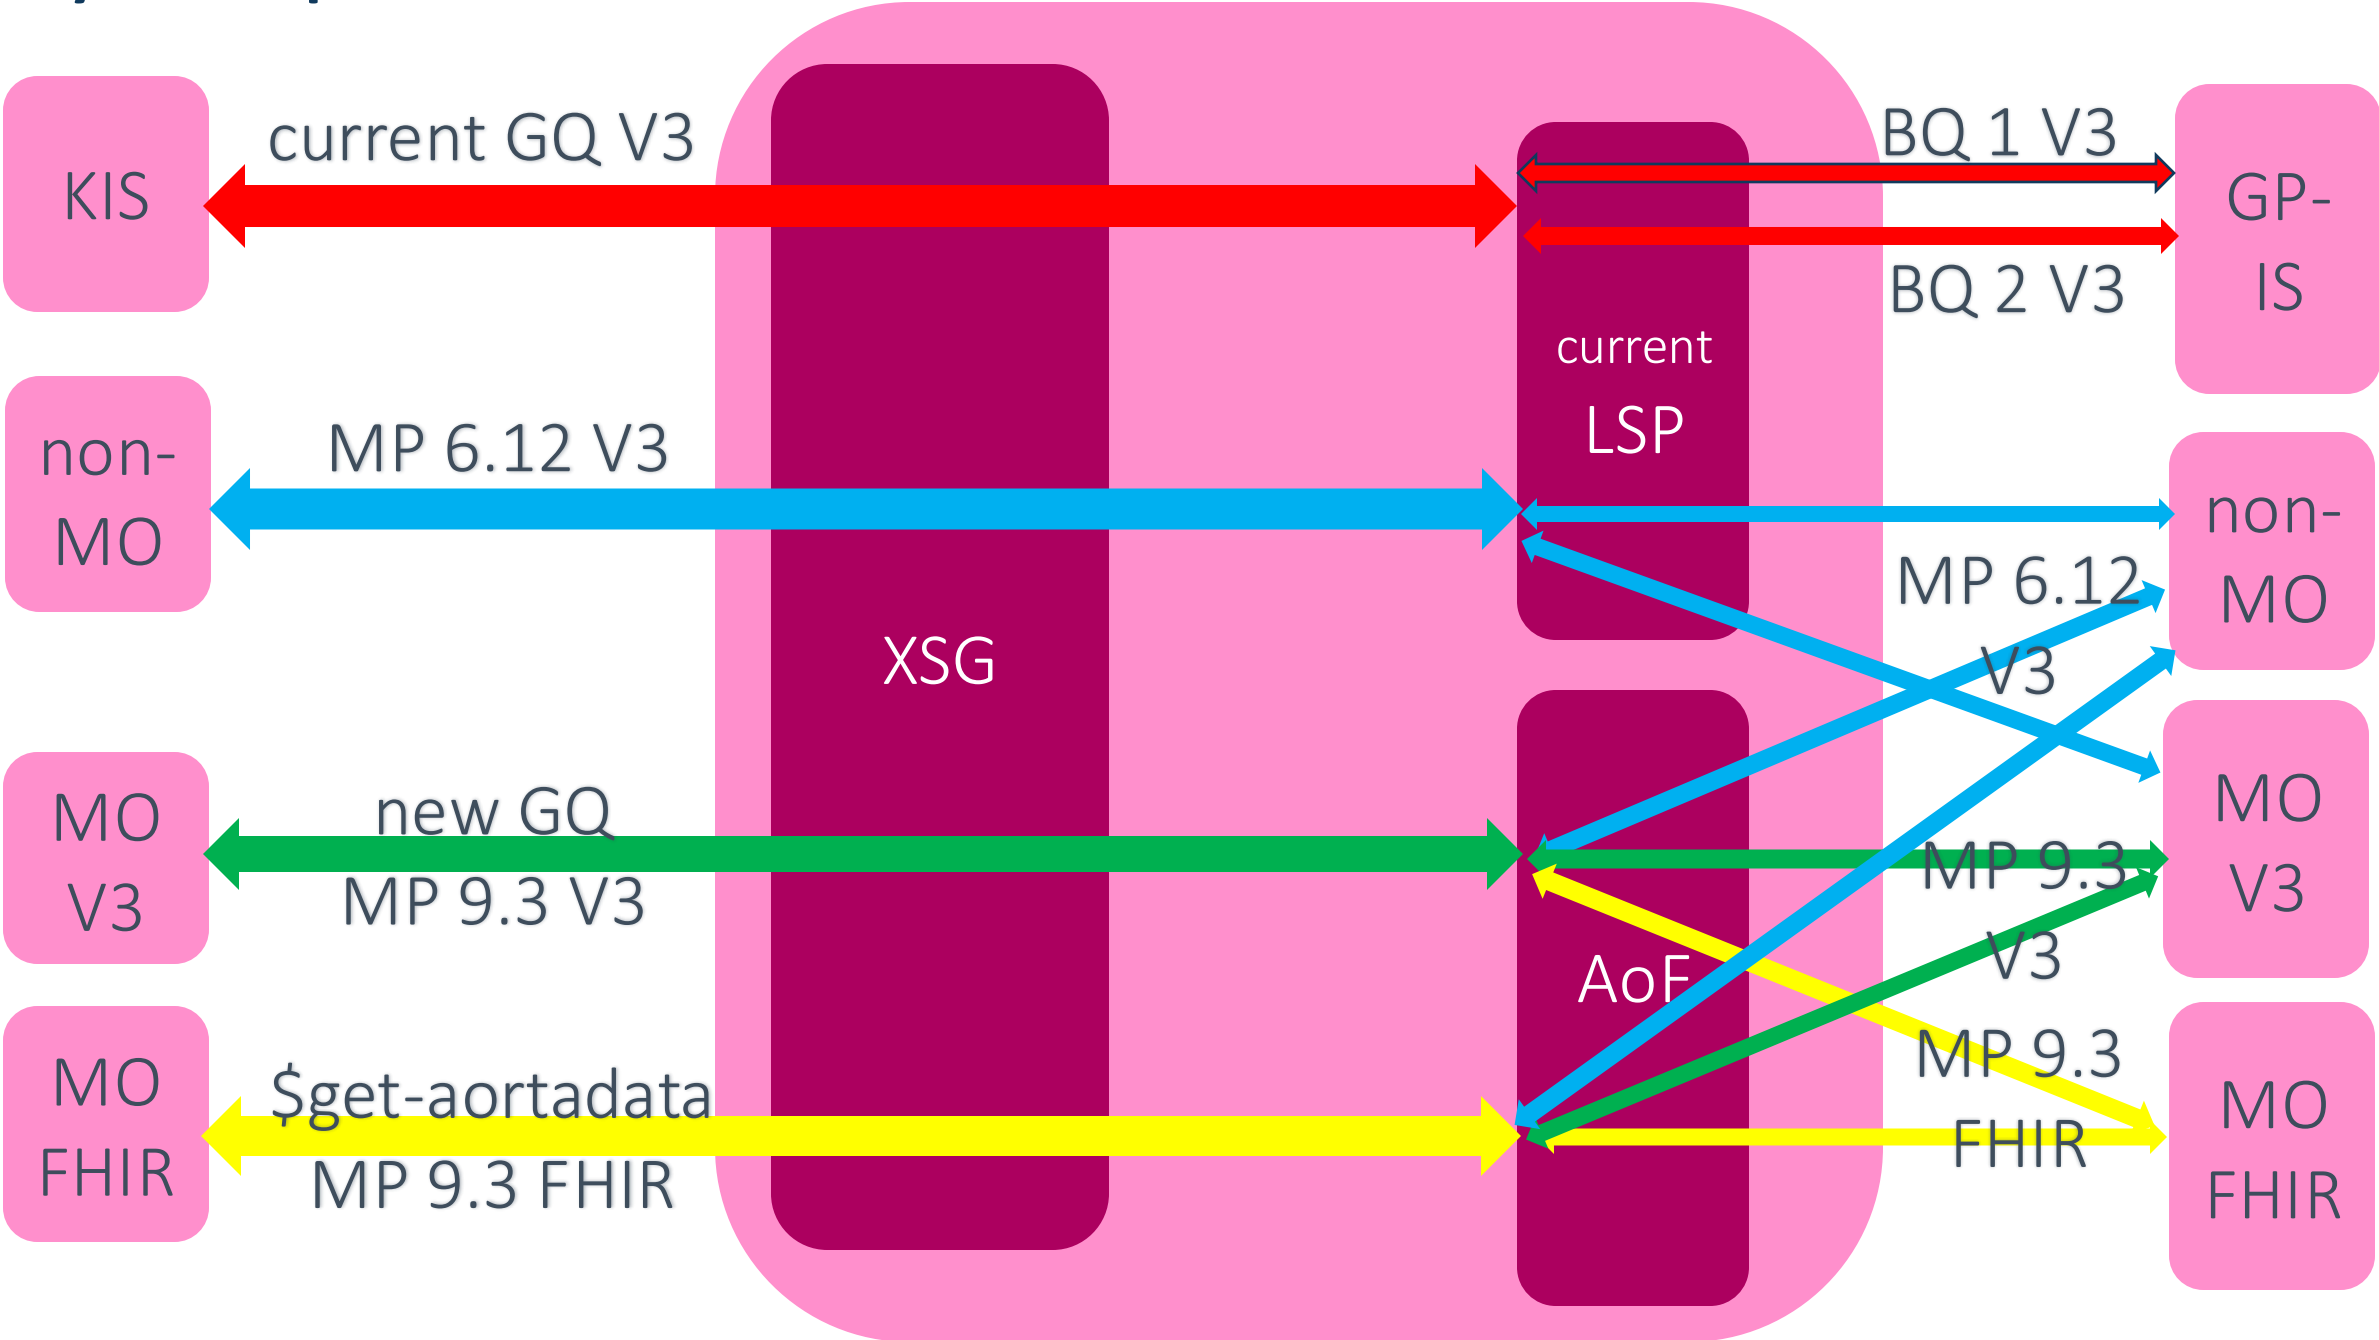 KIS
current GQ V3
BQ 1 V3
GP-
IS
BQ 2 V3
current
LSP
non-
MO
MP 6.12 V3
non-
MO
MP 6.12
V3
XSG
MO
V3
new GQ
MP 9.3 V3
MO
V3
MP 9.3
V3
AoF
MO
FHIR
$get-aortadata
MP 9.3 FHIR
MP 9.3
FHIR
MO
FHIR